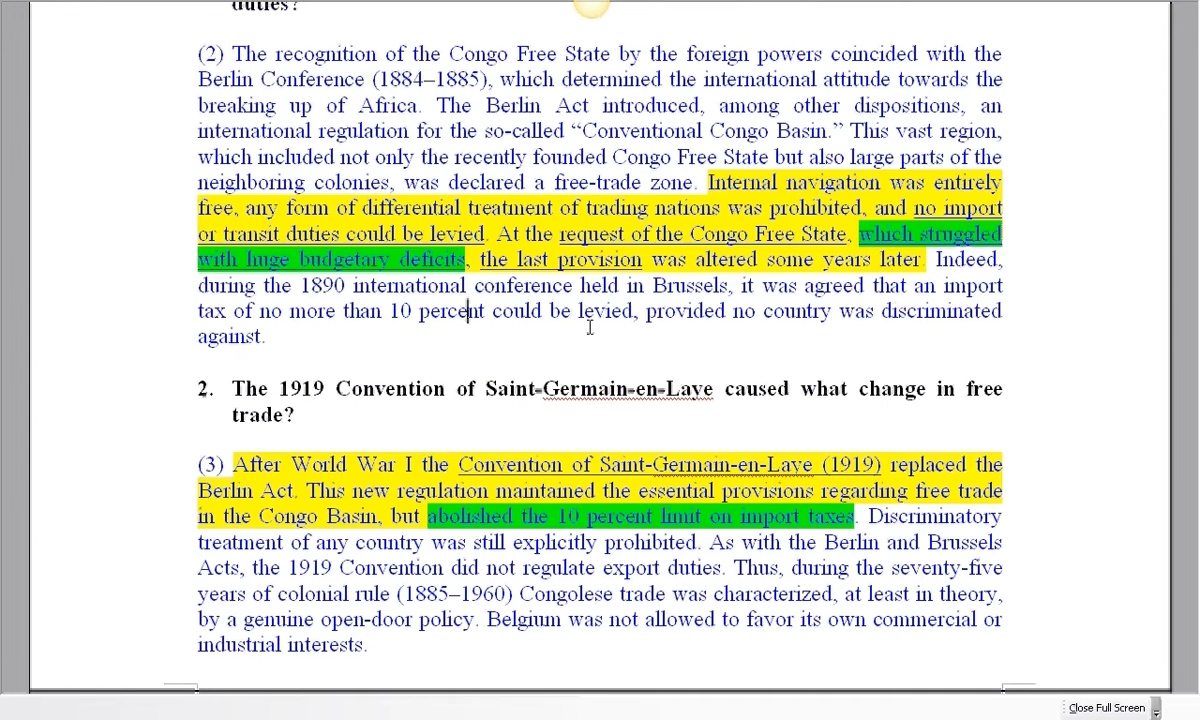 duties?
(2) The recognition of the Congo Free State by the foreign powers coincided with the
Berlin Conference (1884–1885), which determined the international attitude towards the
breaking up of Africa. The Berlin Act introduced, among other dispositions, an
international regulation for the so-called “Conventional Congo Basin.” This vast region,
which included not only the recently founded Congo Free State but also large parts of the
neighboring colonies, was declared a free-trade zone. Internal navigation was entirely
free, any form of differential treatment of trading nations was prohibited, and no import
or transit duties could be levied. At the request of the Congo Free State, which struggled
with huge budgetary deficits, the last provision was altered some years later. Indeed,
during the 1890 international conference held in Brussels, it was agreed that an import
tax of no more than 10 percent could be levied, provided no country was discriminated
against.
2. The 1919 Convention of Saint-Germain-en-Laye caused what change in free
trade?
(3) After World War I the Convention of Saint-Germain-en-Laye (1919) replaced the
Berlin Act. This new regulation maintained the essential provisions regarding free trade
in the Congo Basin, but abolished the 10 percent limit on import taxes. Discriminatory
treatment of any country was still explicitly prohibited. As with the Berlin and Brussels
Acts, the 1919 Convention did not regulate export duties. Thus, during the seventy-five
years of colonial rule (1885–1960) Congolese trade was characterized, at least in theory,
by a genuine open-door policy. Belgium was not allowed to favor its own commercial or
industrial interests.
Close Full Screen